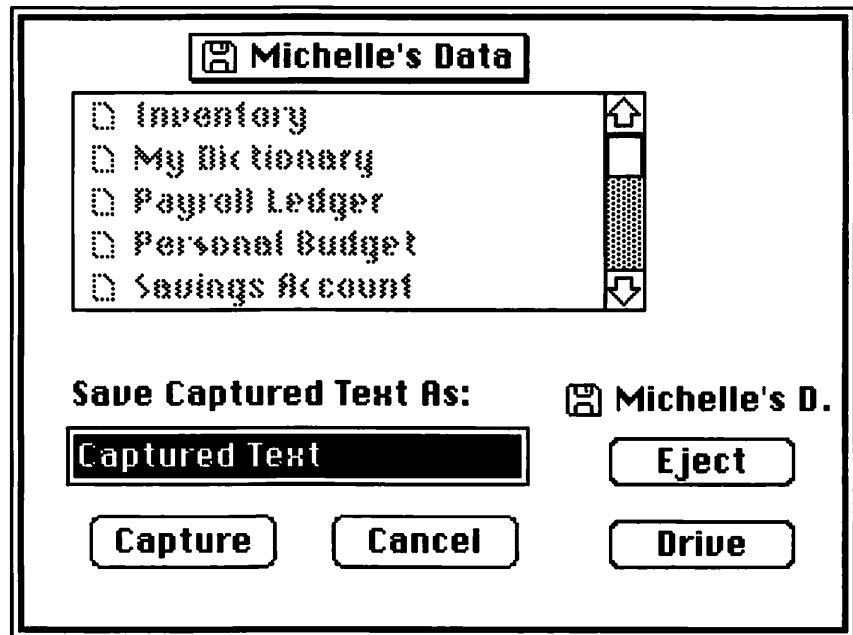 Michelle's Data
Inventory
My Dictionary
Payroll Ledger
Personal Budget
Savings Account
Save Captured Text As:
Michelle's D.
Captured Text
Eject
Capture
Cancel
Drive